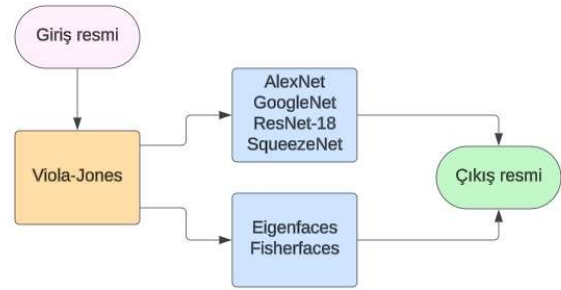 Giriş resmi
Viola-Jones
AlexNet
GoogleNet
ResNet-18
SqueezeNet
Eigenfaces
Fisherfaces
Çıkış resmi